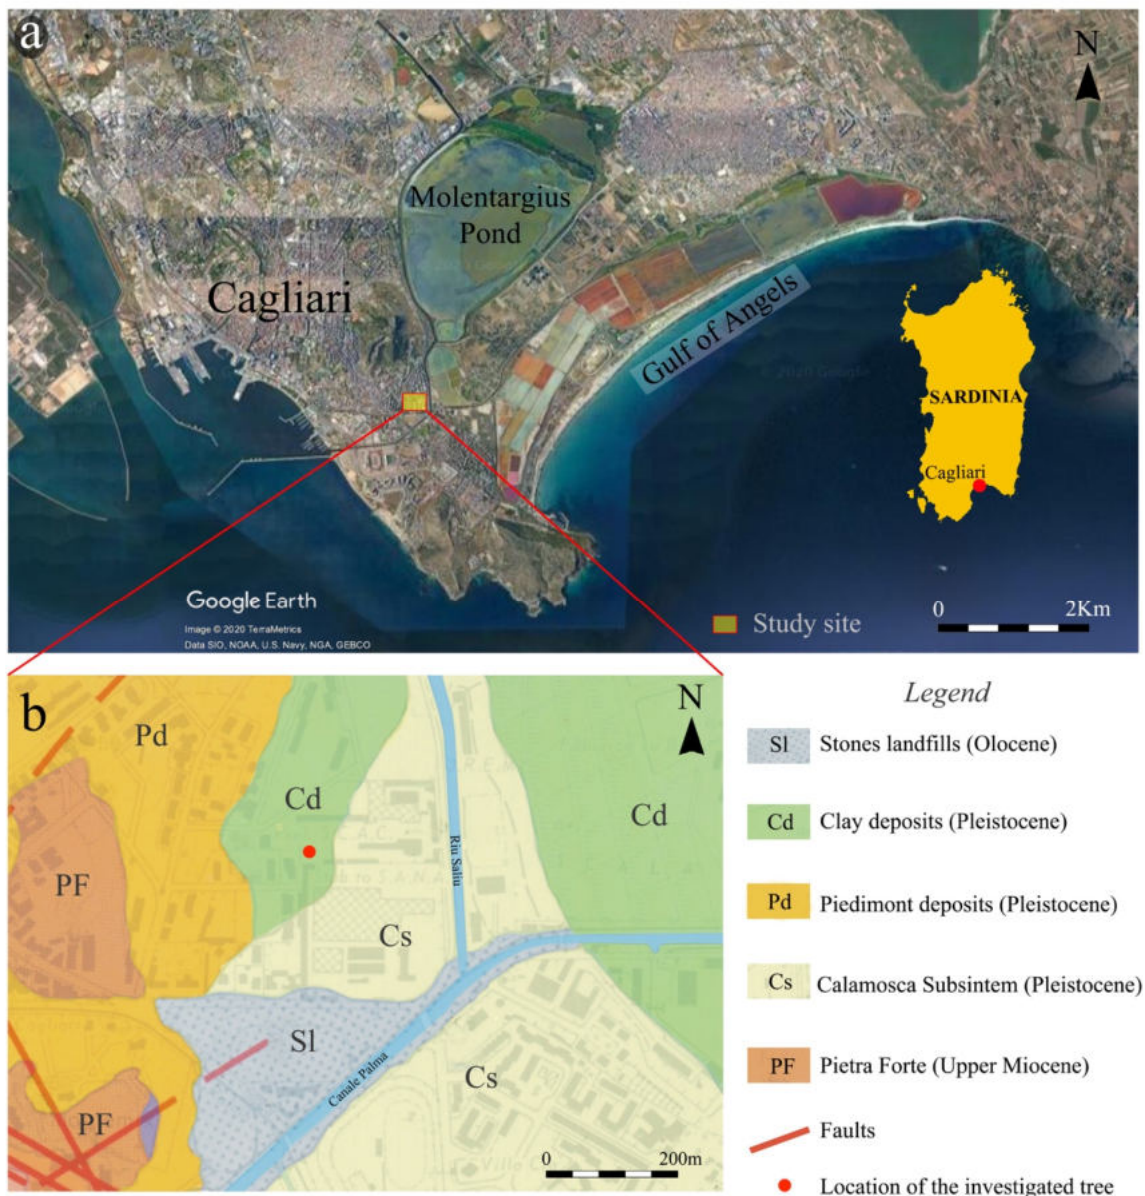 a
N
Molentargius
Pond
Cagliari
Gulf of Angels
© 2020 Google
SARDINIA
Cagliari
Google Earth
Image © 2020 TerraMetrics
Data SIO, NOAA, U.S. Navy, NGA, GEBCO
Study site
0 2Km
b
N
Pd
Cd
Cd
PF
Riu Saliu
Cs
Sl
Canale Palma
Cs
PF
0 200m
Legend
Sl Stones landfills (Olocene)
Cd Clay deposits (Pleistocene)
Pd Piedimont deposits (Pleistocene)
Cs Calamosca Subsintem (Pleistocene)
PF Pietra Forte (Upper Miocene)
Faults
Location of the investigated tree